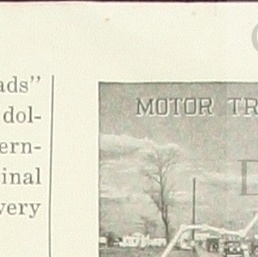 ads"
dol-
ern-
inal
very
MOTOR TR